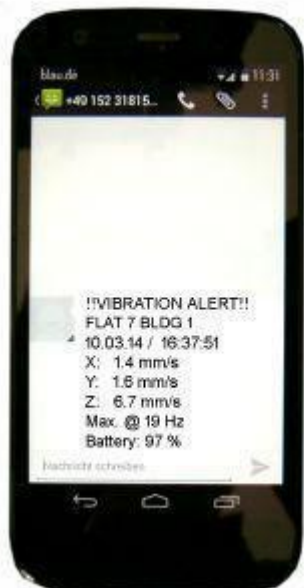 blau.de 11:31
+49 152 31815...
!!VIBRATION ALERT!!
FLAT 7 BLDG 1
10.03.14 / 16:37:51
X: 1.4 mm/s
Y: 1.6 mm/s
Z: 6.7 mm/s
Max. @ 19 Hz
Battery: 97 %
Nachricht schreiben